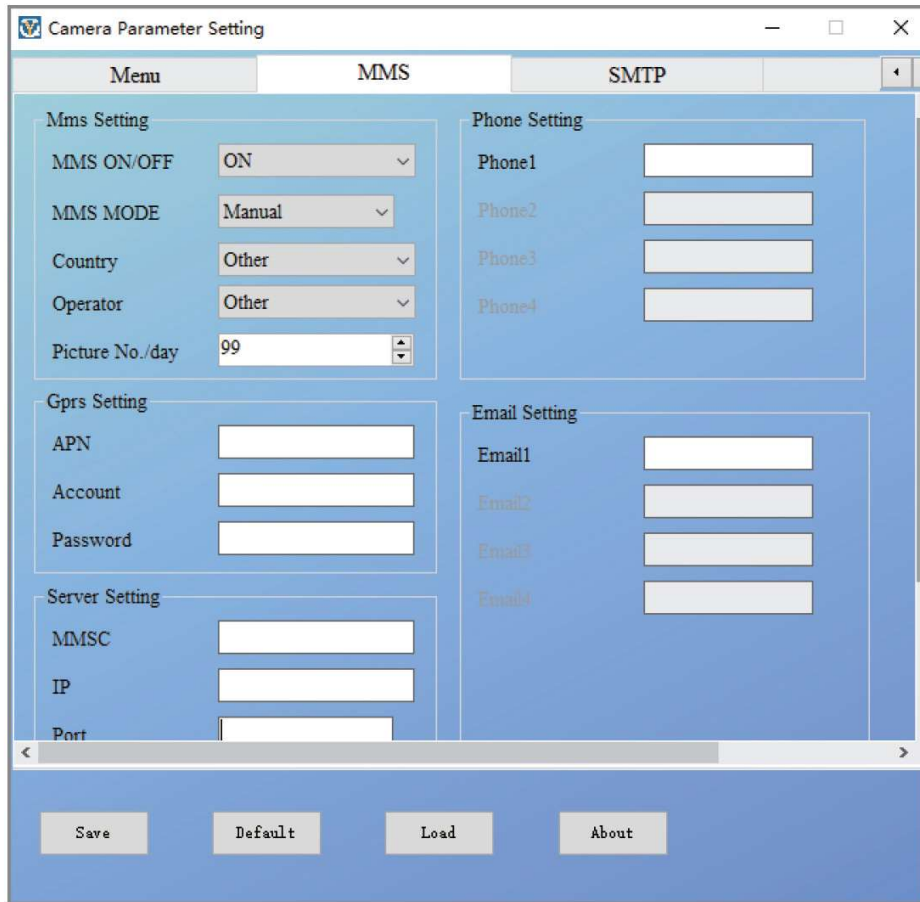 Camera Parameter Setting
Menu
MMS
SMTP
Mms Setting
MMS ON/OFF
ON
MMS MODE
Manual
Country
Other
Operator
Other
Picture No./day
99
Gprs Setting
APN
Account
Password
Server Setting
MMSC
IP
Port
Phone Setting
Phone1
Phone2
Phone3
Phone4
Email Setting
Email1
Email2
Email3
Email4
Save
Default
Load
About